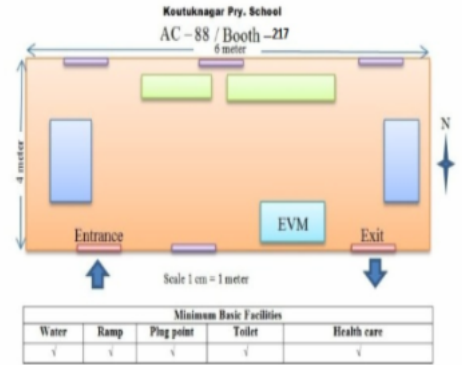 Koutuknagar Pry. School
AC – 88 / Booth –217
6 meter
4 meter
N
EVM
Entrance
Exit
Scale 1 cm = 1 meter
Minimum Basic Facilities
Water Ramp Plug point Toilet Health care
√ √ √ √ √